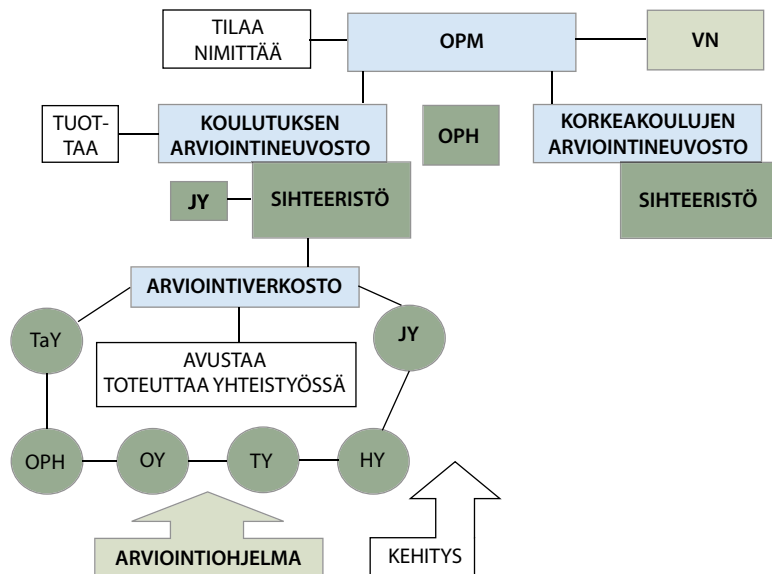 TILAA
NIMITTÄÄ
OPM
VN
TUOT-
TAA
KOULUTUKSEN
ARVIOINTINEUVOSTO
OPH
KORKEAKOULUJEN
ARVIOINTINEUVOSTO
JY
SIHTEERISTÖ
SIHTEERISTÖ
ARVIOINTIVERKOSTO
TaY
JY
AVUSTAA
TOTEUTTAA YHTEISTYÖSSÄ
OPH
OY
TY
HY
ARVIOINTIOHJELMA
KEHITYS